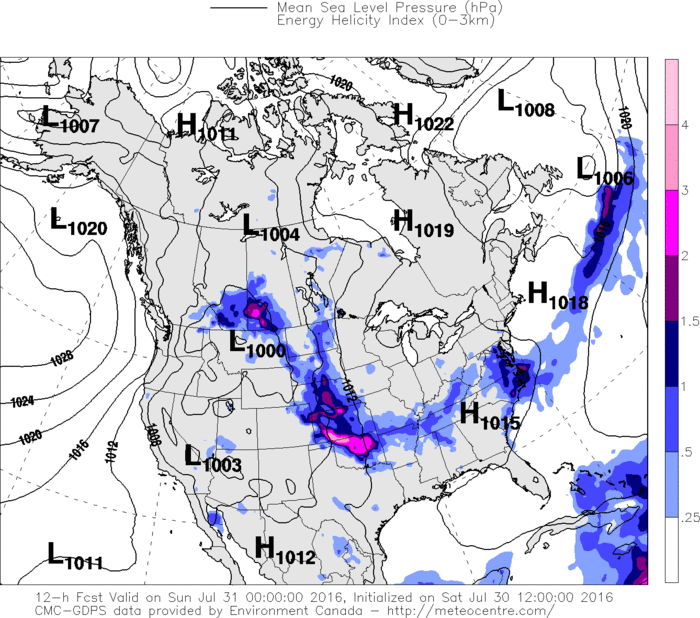 Mean Sea Level Pressure (hPa)
Energy Helicity Index (0-3km)
1020
L1008
1020
L1007
H1011
H1022
4
L1006
3
L1020
L1004
H1019
2
H1018
1.5
L1000
1028
1012
1
1024
1008
H1015
1020
1016
1012
L1003
.5
.25
L1011
H1012
12-h Fcst Valid on Sun Jul 31 00:00:00 2016, Initialized on Sat Jul 30 12:00:00 2016
CMC-GDPS data provided by Environment Canada - http://meteocentre.com/